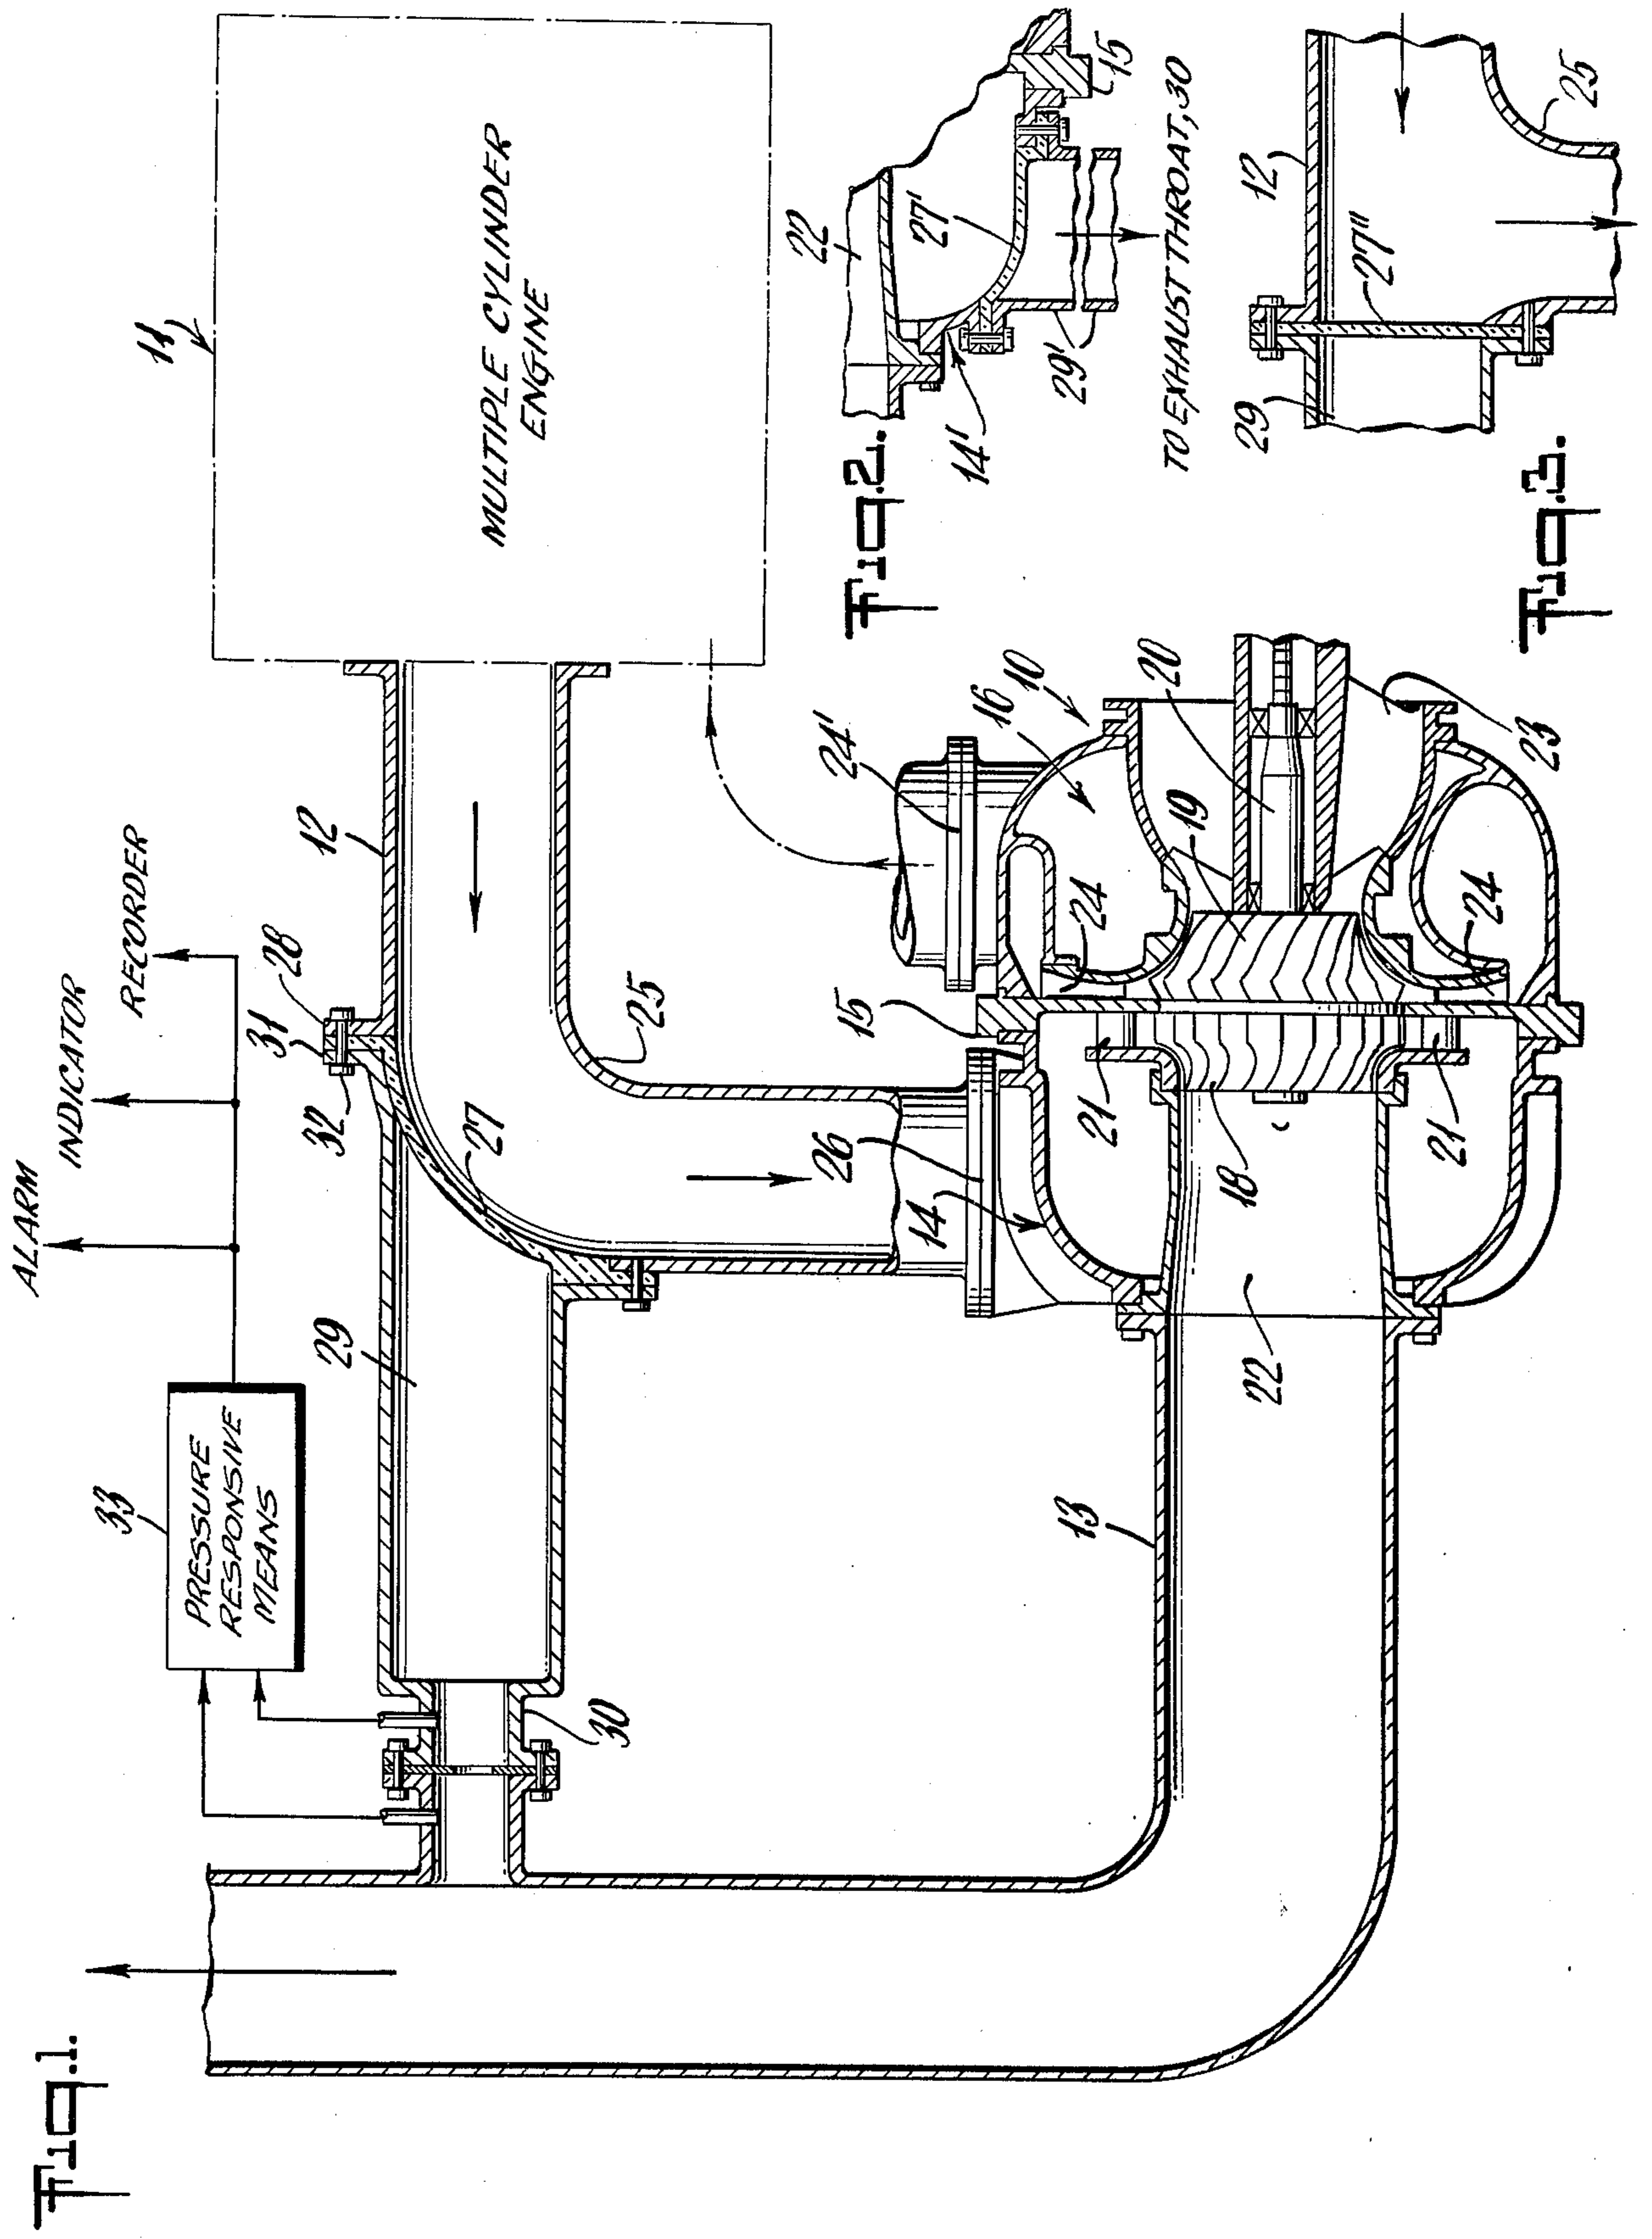 Fig.1.
ALARM
INDICATOR
RECORDER
33
PRESSURE
RESPONSIVE
MEANS
11
MULTIPLE CYLINDER
ENGINE
30
29
32
31
28
12
27
25
24'
26
14
15
16
10
13
22
21
18
21
24
19
20
24
23
Fig.2.
22
14'
27'
29'
15
TO EXHAUST THROAT, 30
Fig.3.
29
12
27"
25